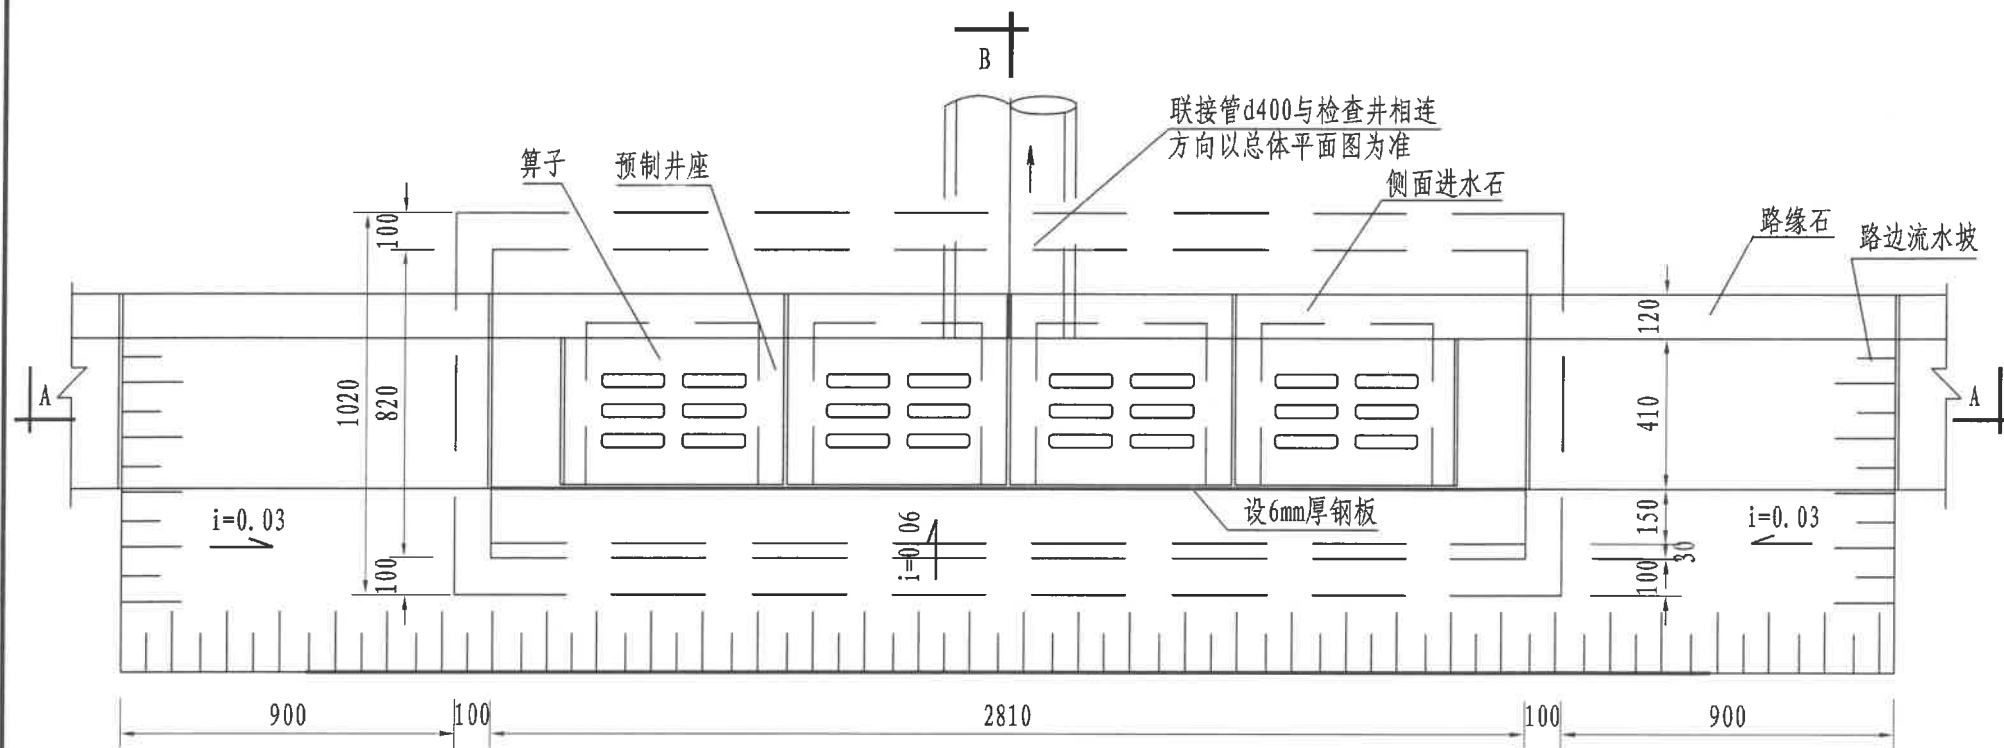 B
联接管d400与检查井相连
方向以总体平面图为准
箅子
预制井座
侧面进水石
路缘石
路边流水坡
100
120
A
1020
820
410
A
设6mm厚钢板
i=0.03
i=0.06
150
i=0.03
30
100
100
900
100
2810
100
900